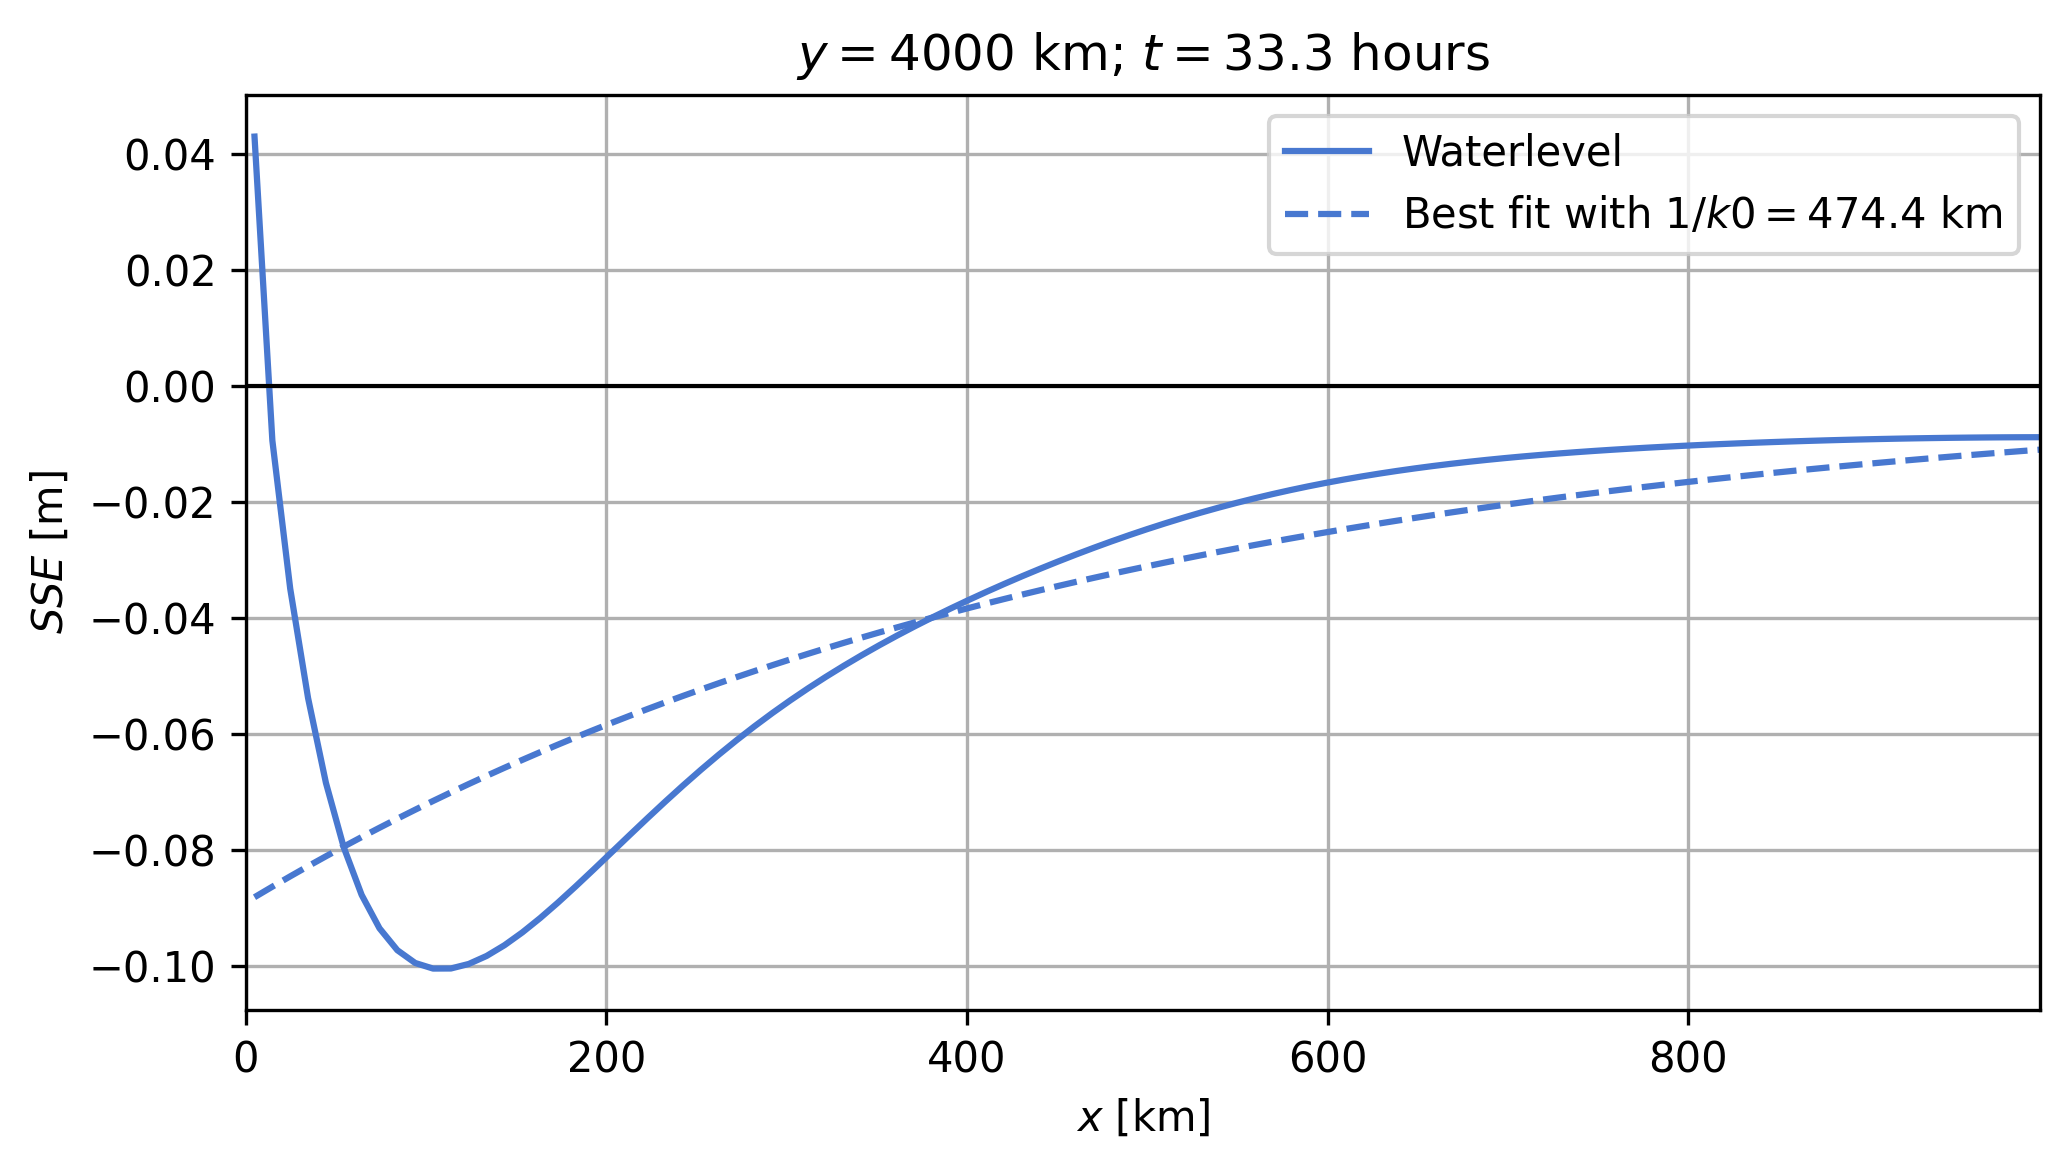 y = 4000 km; t = 33.3 hours
Waterlevel
Best fit with 1/k0 = 474.4 km
SSE [m]
0.04
0.02
0.00
−0.02
−0.04
−0.06
−0.08
−0.10
0 200 400 600 800
x [km]